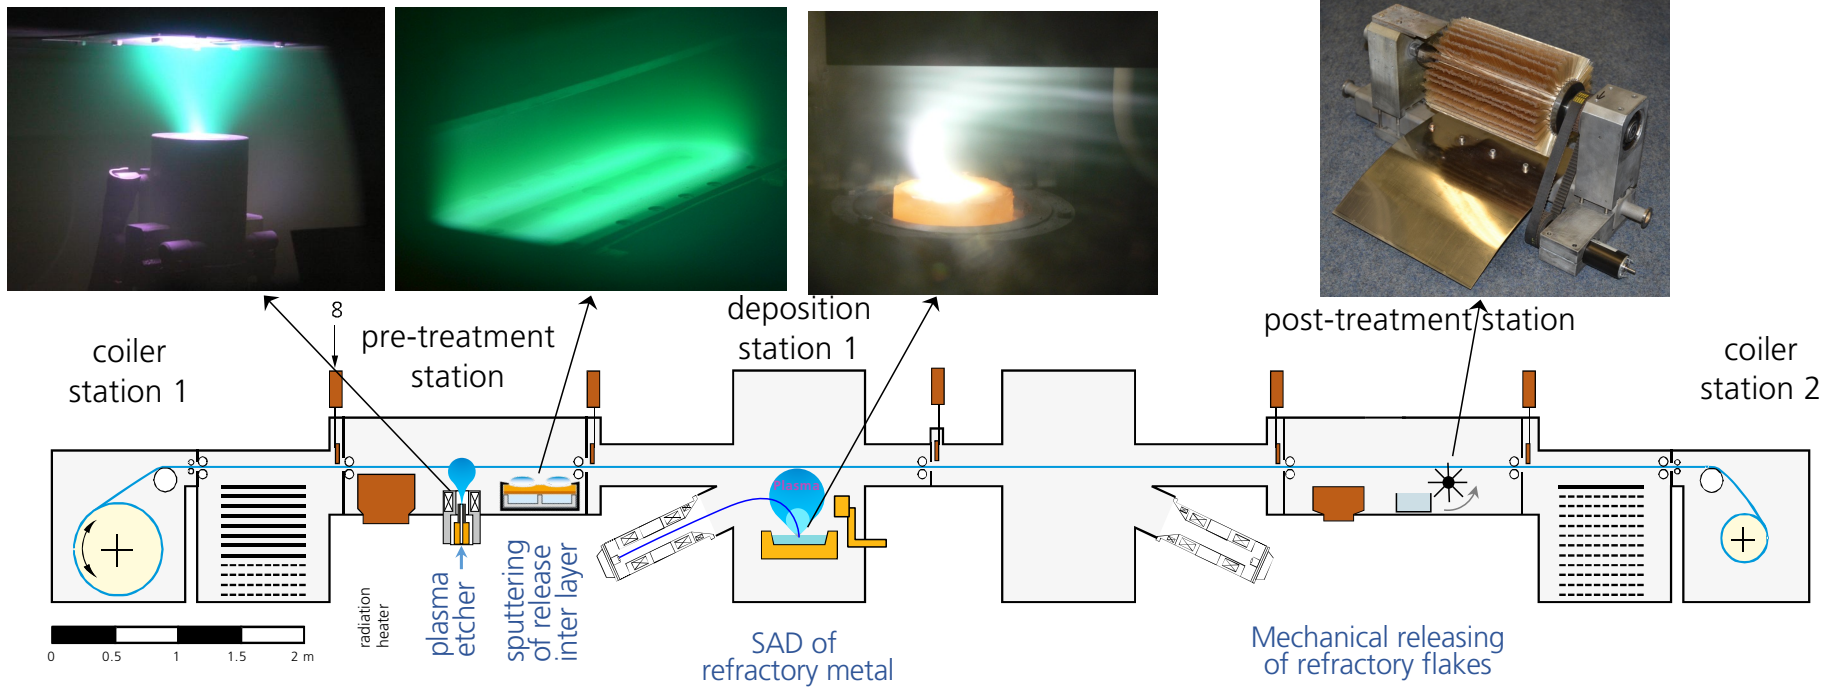 deposition
station 1
post-treatment station
8
pre-treatment
station
coiler
station 1
coiler
station 2
Plasma
radiation
heater
plasma
etcher
sputtering
of release
inter layer
0
0.5
1
1.5
2 m
SAD of
refractory metal
Mechanical releasing
of refractory flakes